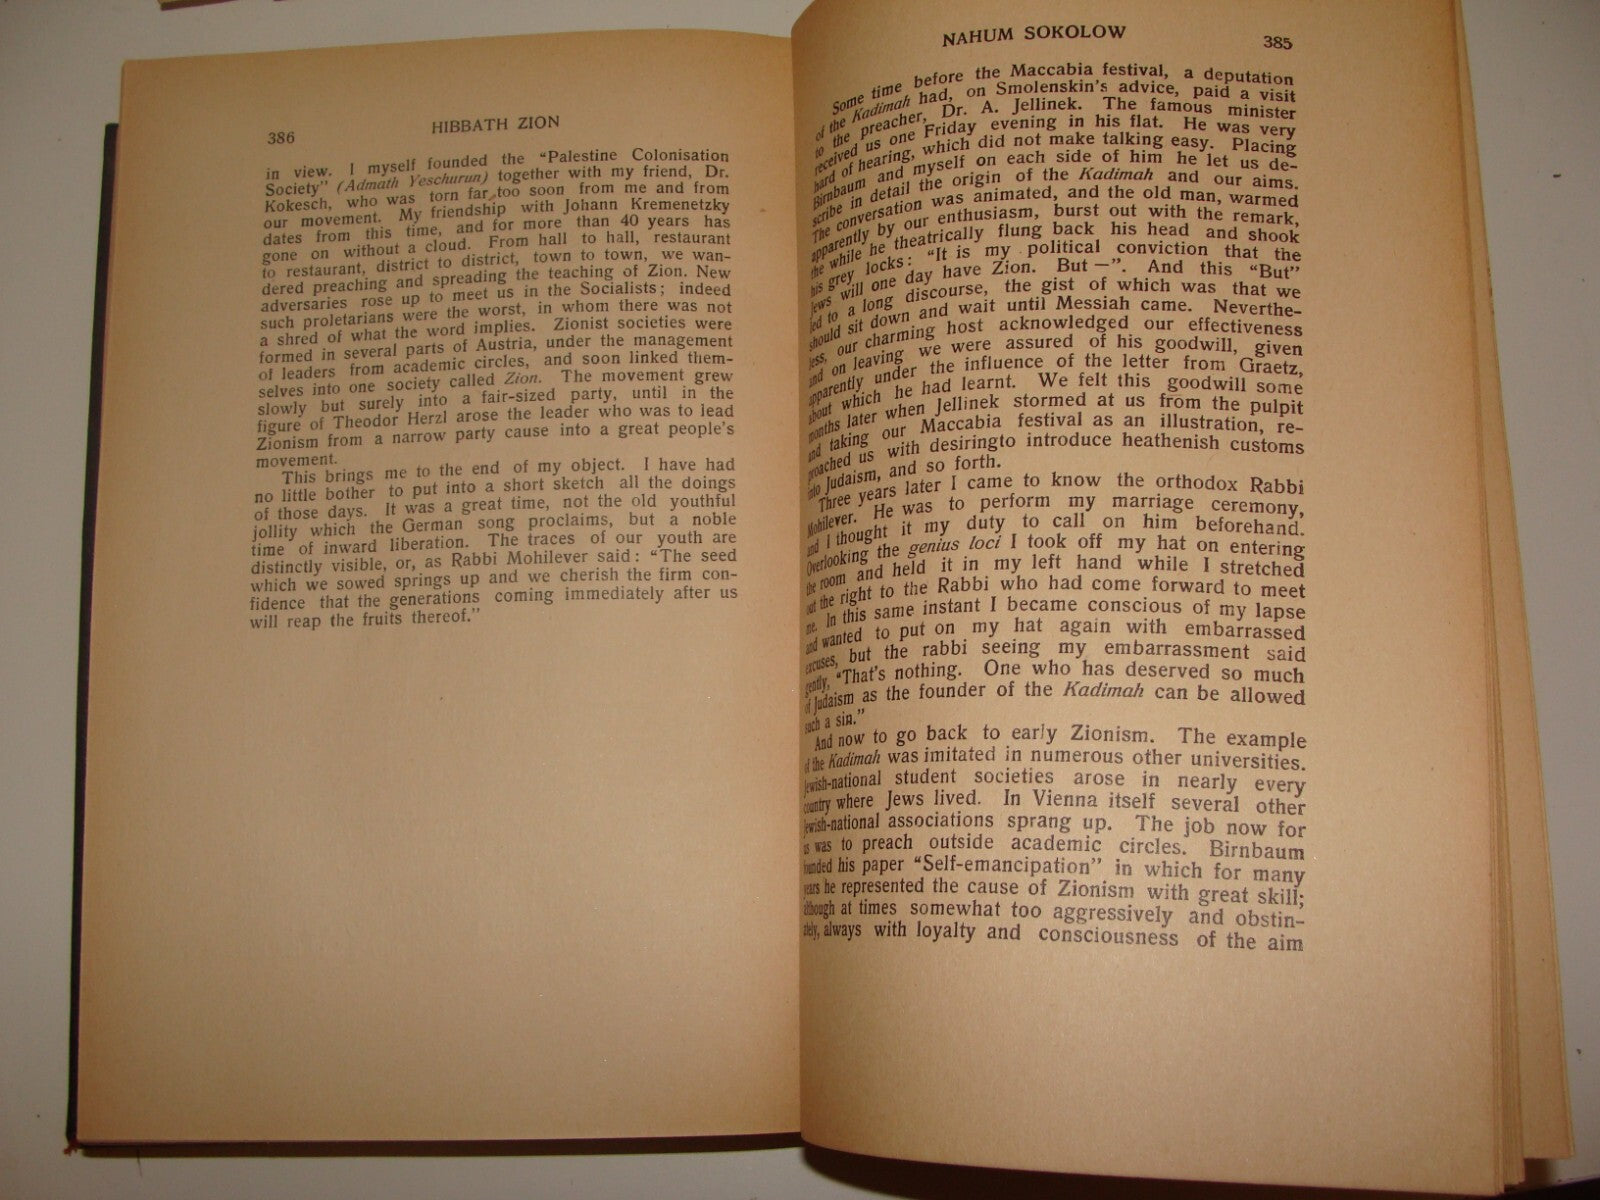 386
HIBBATH ZION
in view. I myself founded the "Palestine Colonisation
Society" (Admath Yeschurun) together with my friend, Dr.
Kokesch, who was torn far too soon from me and from
our movement. My friendship with Johann Kremenetzky
dates from this time, and for more than 40 years has
gone on without a cloud. From hall to hall, restaurant
to restaurant, district to district, town to town, we wan-
dered preaching and spreading the teaching of Zion. New
adversaries rose up to meet us in the Socialists; indeed
such proletarians were the worst, in whom there was not
a shred of what the word implies. Zionist societies were
formed in several parts of Austria, under the management
of leaders from academic circles, and soon linked them-
selves into one society called Zion. The movement grew
slowly but surely into a fair-sized party, until in the
figure of Theodor Herzl arose the leader who was to lead
Zionism from a narrow party cause into a great people's
movement.
This brings me to the end of my object. I have had
no little bother to put into a short sketch all the doings
of those days. It was a great time, not the old youthful
jollity which the German song proclaims, but a noble
time of inward liberation. The traces of our youth are
distinctly visible, or, as Rabbi Mohilever said: "The seed
which we sowed springs up and we cherish the firm con-
fidence that the generations coming immediately after us
will reap the fruits thereof."
NAHUM SOKOLOW
385
Some time before the Maccabia festival, a deputation
of the Kadimah had, on Smolenskin's advice, paid a visit
to the preacher, Dr. A. Jellinek. The famous minister
received us one Friday evening in his flat. He was very
hard of hearing, which did not make talking easy. Placing
Birnbaum and myself on each side of him he let us de-
scribe in detail the origin of the Kadimah and our aims.
The conversation was animated, and the old man, warmed
apparently by our enthusiasm, burst out with the remark,
the while he theatrically flung back his head and shook
his grey locks: "It is my political conviction that the
Jews will one day have Zion. But —". And this "But"
led to a long discourse, the gist of which was that we
should sit down and wait until Messiah came. Neverthe-
less, our charming host acknowledged our effectiveness
and on leaving we were assured of his goodwill, given
apparently under the influence of the letter from Graetz,
about which he had learnt. We felt this goodwill some
months later when Jellinek stormed at us from the pulpit
and taking our Maccabia festival as an illustration, re-
proached us with desiringto introduce heathenish customs
into Judaism, and so forth.
Three years later I came to know the orthodox Rabbi
Mohilever. He was to perform my marriage ceremony,
and I thought it my duty to call on him beforehand.
Overlooking the genius loci I took off my hat on entering
the room and held it in my left hand while I stretched
out the right to the Rabbi who had come forward to meet
me. In this same instant I became conscious of my lapse
and wanted to put on my hat again with embarrassed
excuses, but the rabbi seeing my embarrassment said
gently, "That's nothing. One who has deserved so much
of Judaism as the founder of the Kadimah can be allowed
such a sin."
And now to go back to early Zionism. The example
of the Kadimah was imitated in numerous other universities.
Jewish-national student societies arose in nearly every
country where Jews lived. In Vienna itself several other
Jewish-national associations sprang up. The job now for
us was to preach outside academic circles. Birnbaum
founded his paper "Self-emancipation" in which for many
years he represented the cause of Zionism with great skill;
although at times somewhat too aggressively and obstin-
ately, always with loyalty and consciousness of the aim